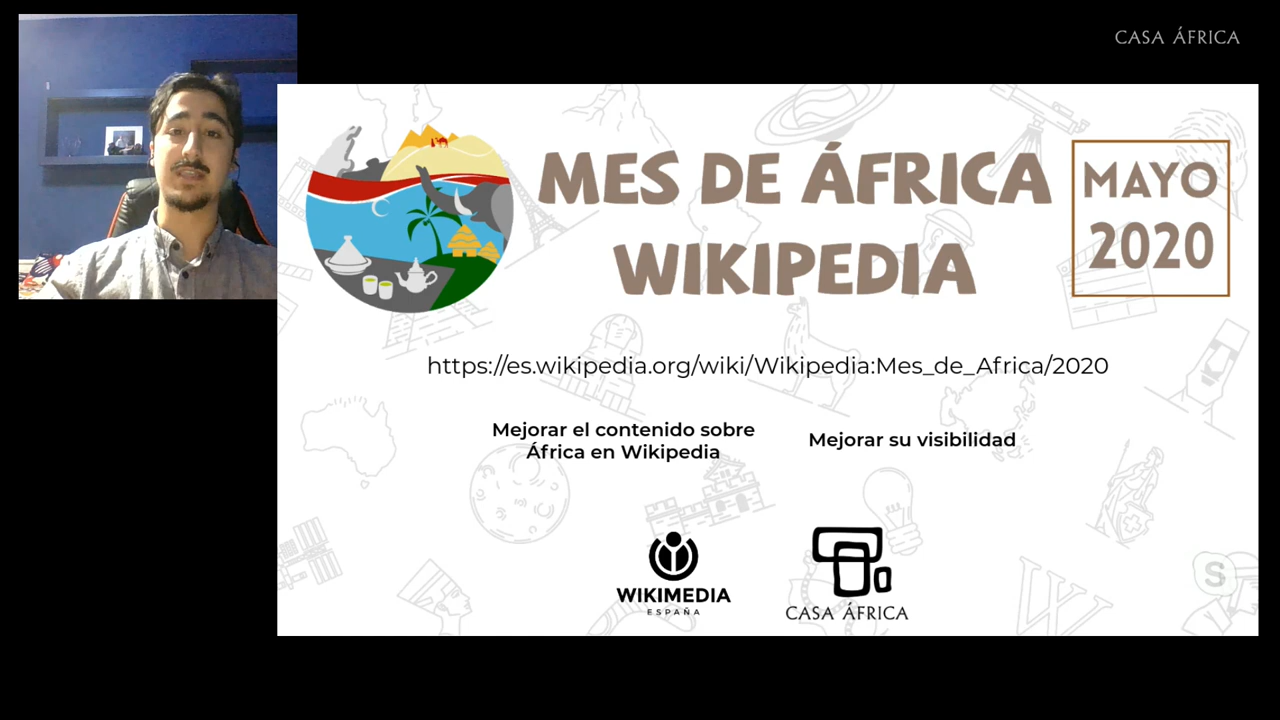 CASA ÁFRICA
MES DE ÁFRICA
WIKIPEDIA
MAYO
2020
https://es.wikipedia.org/wiki/Wikipedia:Mes_de_Africa/2020
Mejorar el contenido sobre
África en Wikipedia
Mejorar su visibilidad
WIKIMEDIA
ESPAÑA
CASA ÁFRICA